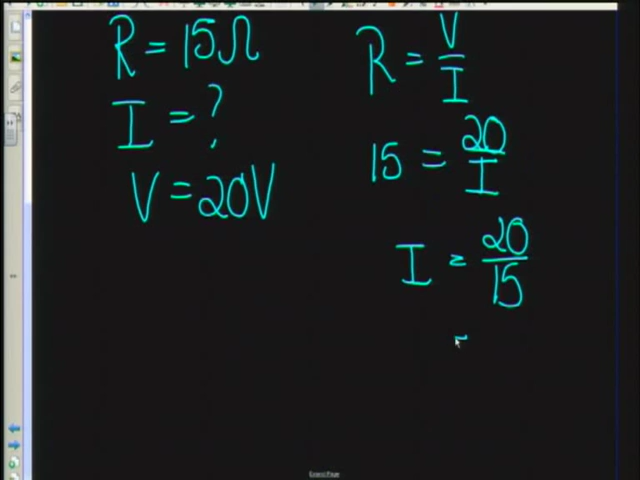 R = 15Ω
I = ?
V = 20V
R = V/I
15 = 20/I
I = 20/15
=